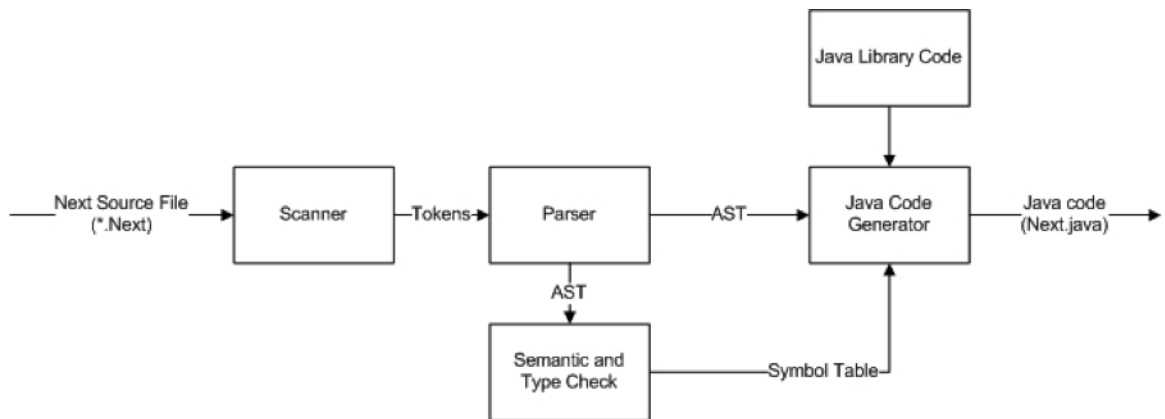 Java Library Code
Next Source File
(*.Next)
Scanner
Tokens
Parser
AST
Java Code
Generator
Java code
(Next.java)
AST
Semantic and
Type Check
Symbol Table